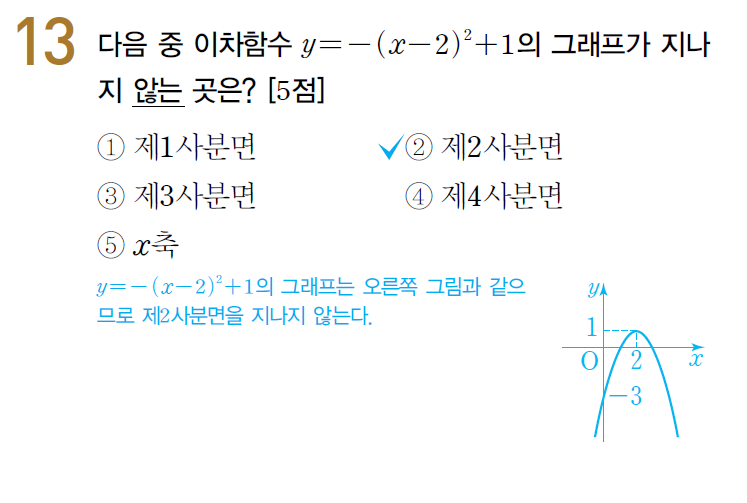 13 다음 중 이차함수 y=-(x-2)²+1의 그래프가 지나
지 않는 곳은? [5점]
① 제1사분면 ② 제2사분면
③ 제3사분면 ④ 제4사분면
⑤ x축
y=-(x-2)²+1의 그래프는 오른쪽 그림과 같으
므로 제2사분면을 지나지 않는다.
y
1
O 2 x
-3